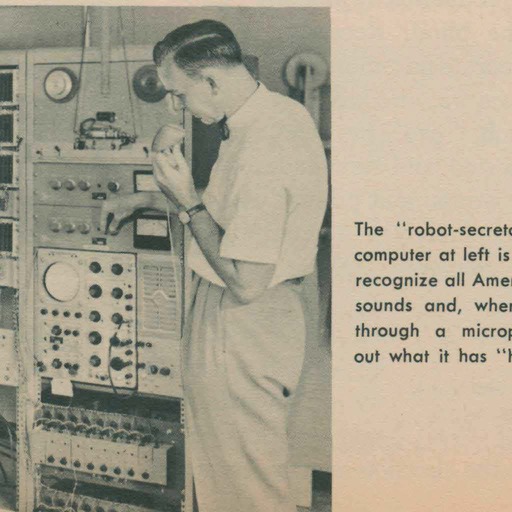 The "robot-secreta
computer at left is
recognize all Amer
sounds and, when
through a microp
out what it has "h